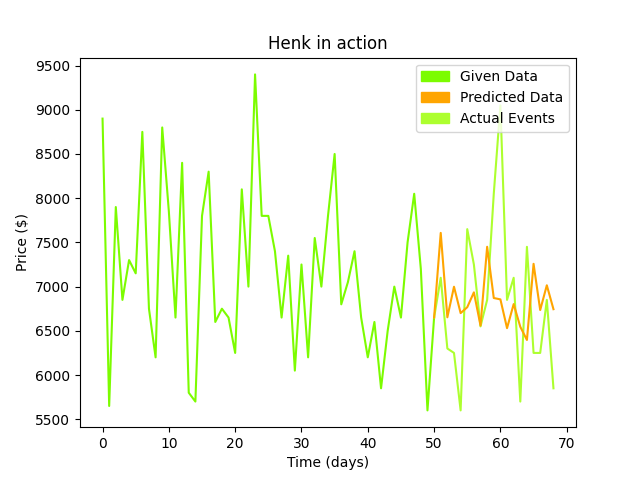 Henk in action
Given Data
Predicted Data
Actual Events
Price ($)
9500
9000
8500
8000
7500
7000
6500
6000
5500
0 10 20 30 40 50 60 70
Time (days)